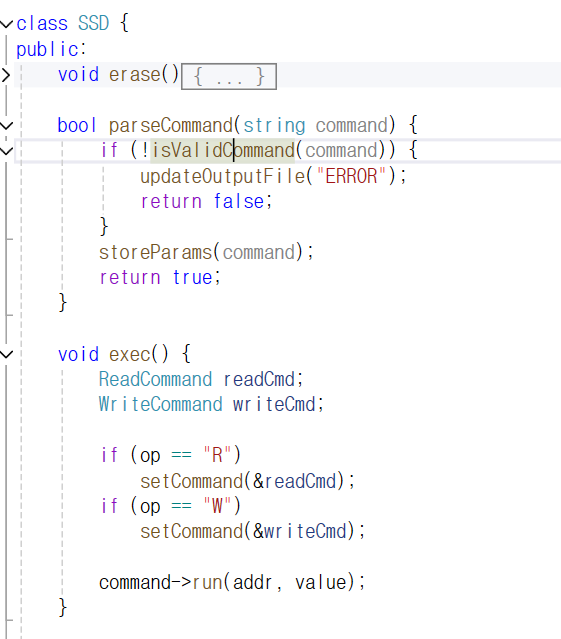 class SSD {
public:
    void erase(){ ... }

    bool parseCommand(string command) {
        if (!isValidCommand(command)) {
            updateOutputFile("ERROR");
            return false;
        }
        storeParams(command);
        return true;
    }

    void exec() {
        ReadCommand readCmd;
        WriteCommand writeCmd;

        if (op == "R")
            setCommand(&readCmd);
        if (op == "W")
            setCommand(&writeCmd);

        command->run(addr, value);
    }